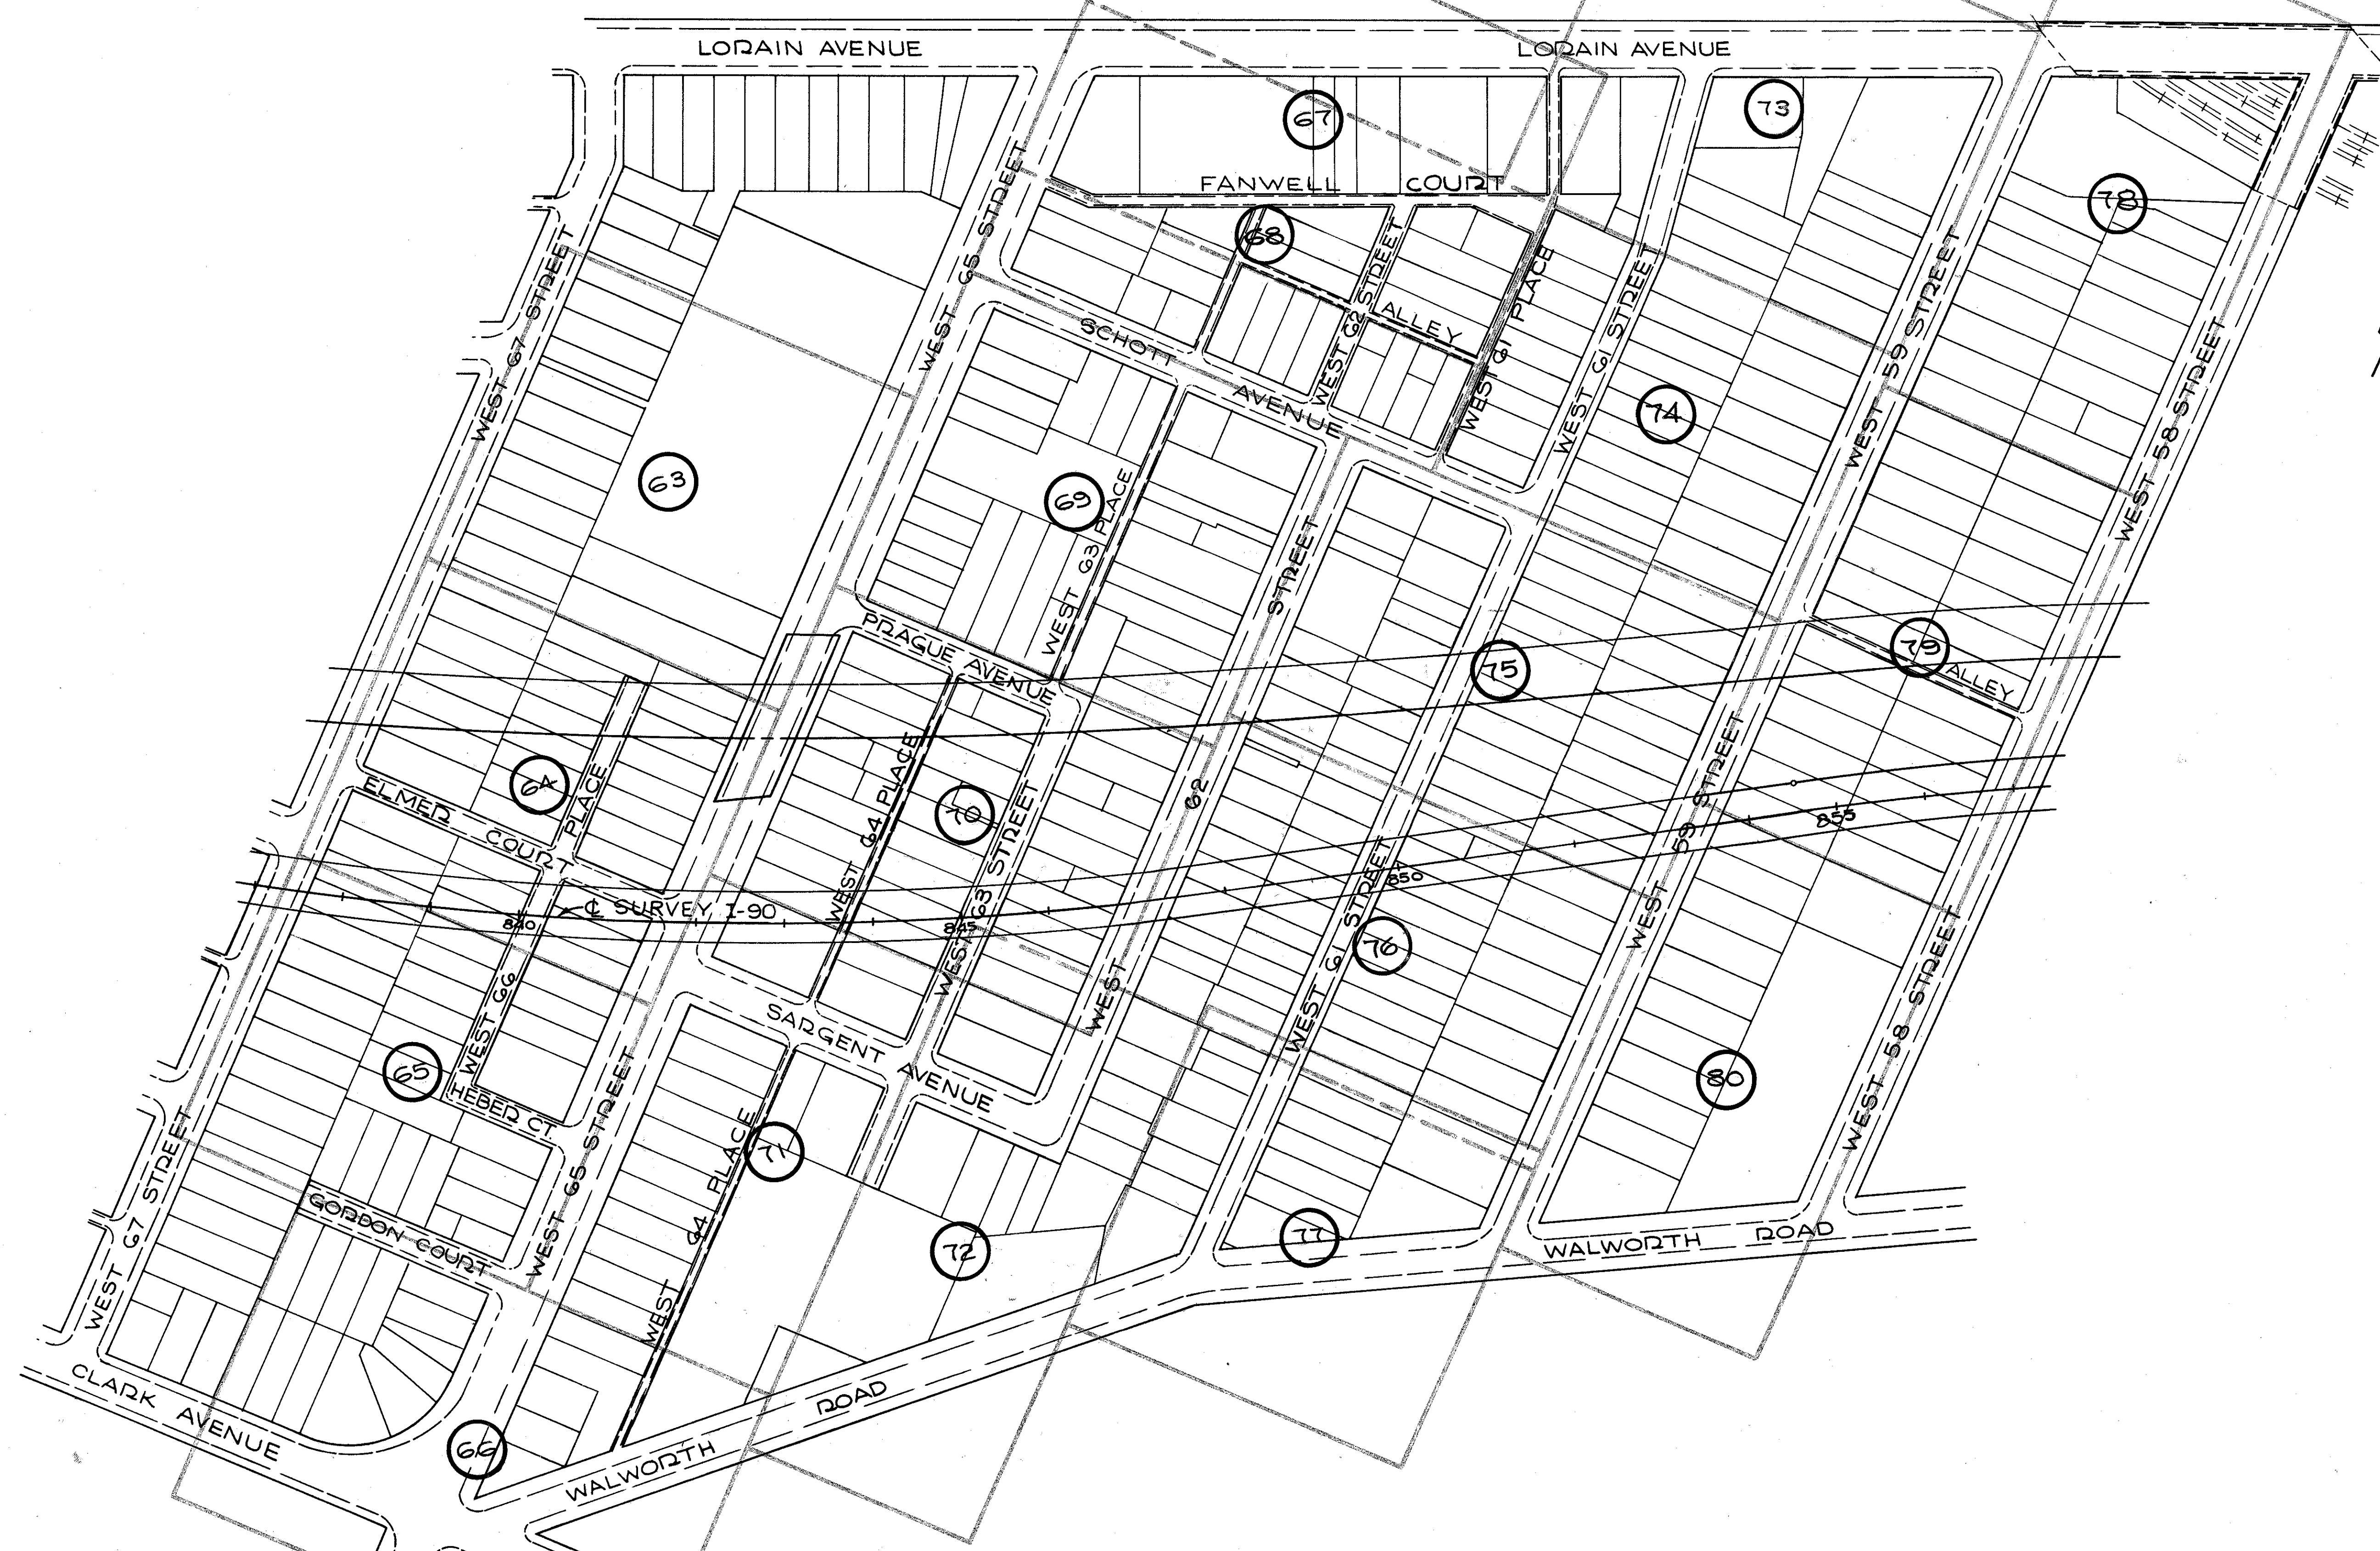 LORAIN AVENUE
LORAIN AVENUE
73
67
FANWELL COURT
78
68
WEST 67 STREET
WEST 65 STREET
SCHOTT AVENUE
WEST 62 STREET
ALLEY
WEST 61 PLACE
WEST 61 STREET
WEST 59 STREET
WEST 58 STREET
74
63
69
WEST 63 PLACE
PRAGUE AVENUE
75
79
ALLEY
64
PLACE
ELMER COURT
WEST 64 PLACE
70
WEST 63 STREET
WEST 62 STREET
WEST 59 STREET
855
850
℄ SURVEY I-90
840
845
WEST 61 STREET
76
WEST 66
65
HEBER CT.
SARGENT AVENUE
80
WEST 58 STREET
WEST 67 STREET
WEST 65 STREET
WEST 64 PLACE
71
GORDON COURT
72
77
WALWORTH ROAD
CLARK AVENUE
66
WALWORTH ROAD